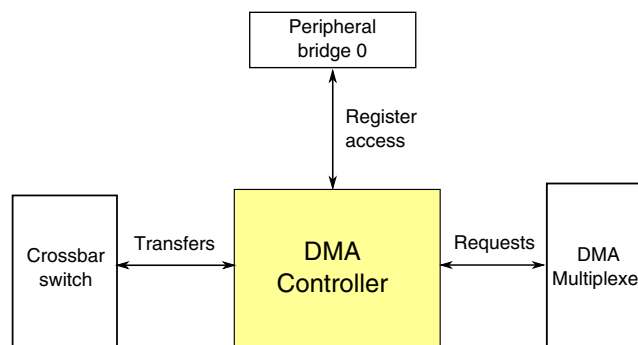 Peripheral
bridge 0
Register
access
Crossbar
switch
Transfers
DMA
Controller
Requests
DMA
Multiplexe